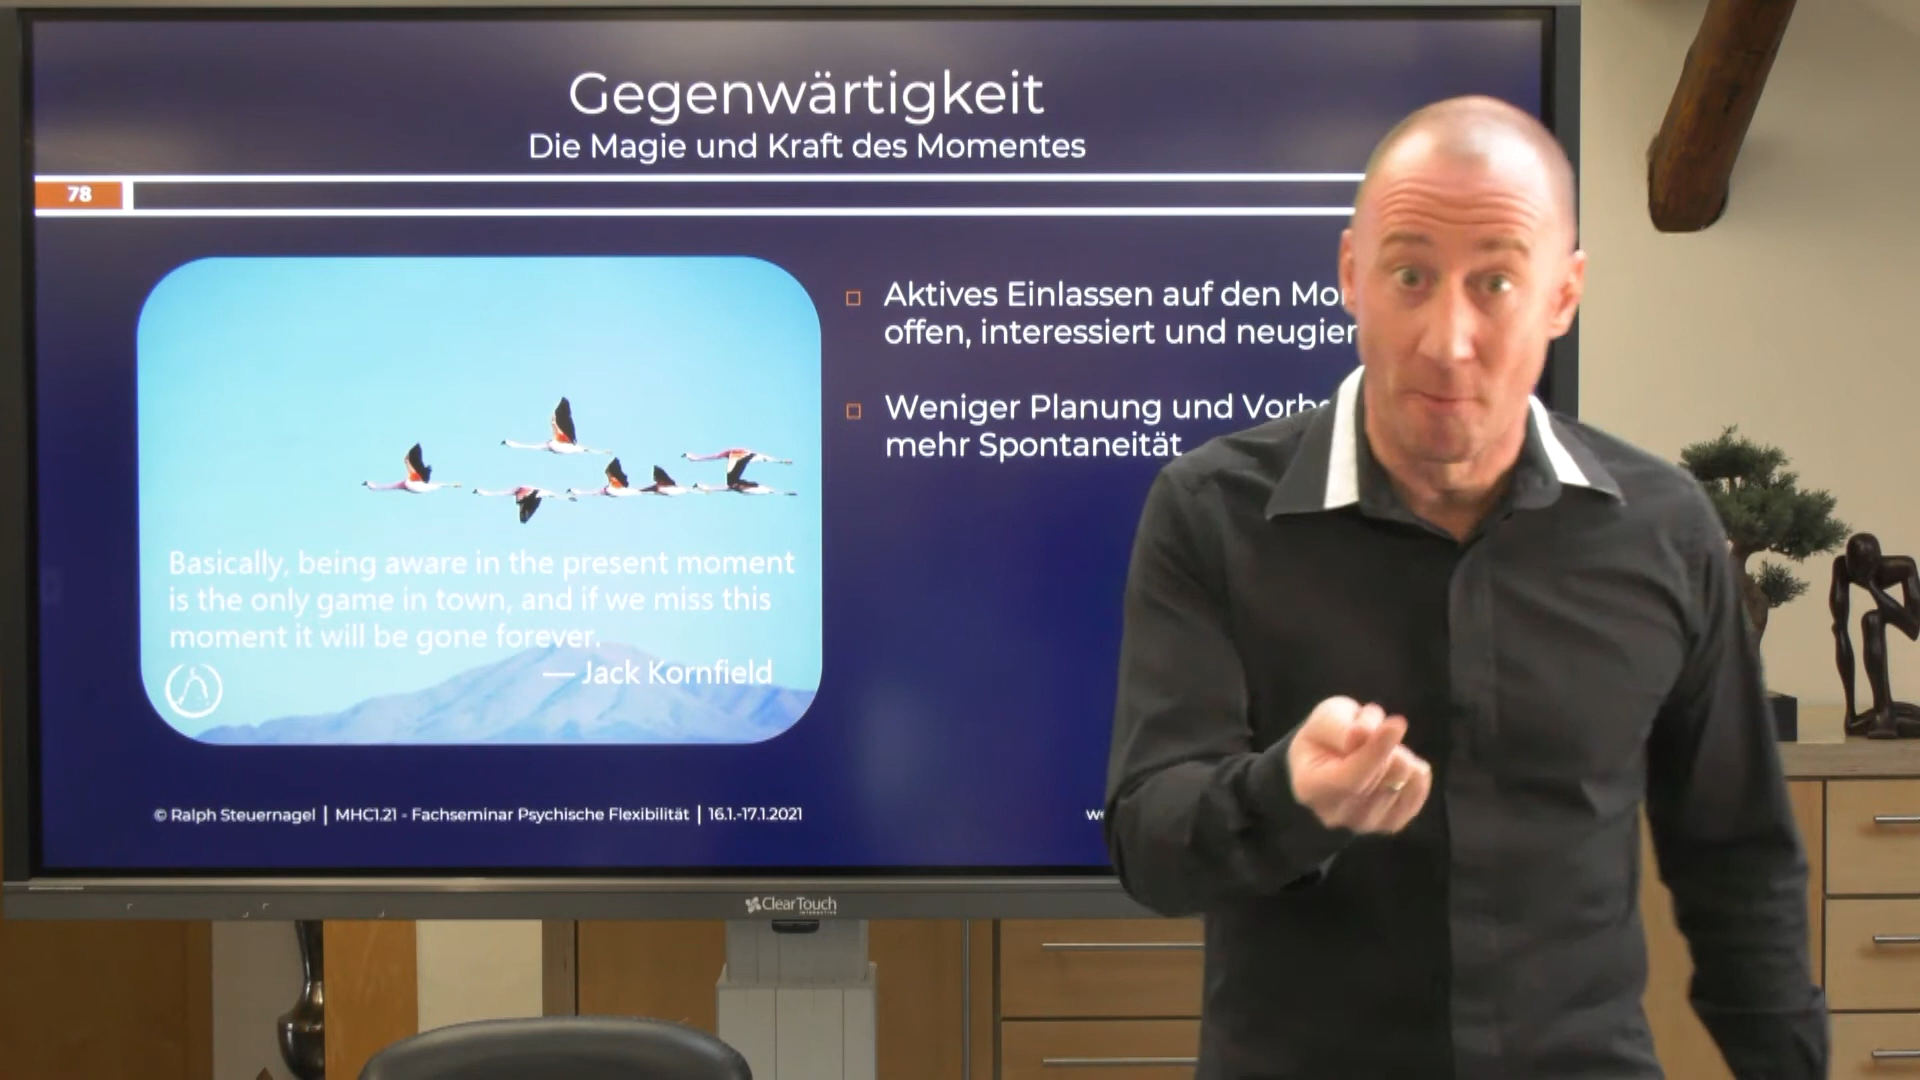 Gegenwärtigkeit
Die Magie und Kraft des Momentes
78
Aktives Einlassen auf den
offen, interessiert und
Weniger Planung und
mehr Spontaneität
Basically, being aware in the present moment
is the only game in town, and if we miss this
moment it will be gone forever.
— Jack Kornfield
© Ralph Steuernagel | MHC1.21 - Fachseminar Psychische Flexibilität | 16.1.-17.1.2021
ClearTouch
INTERACTIVE